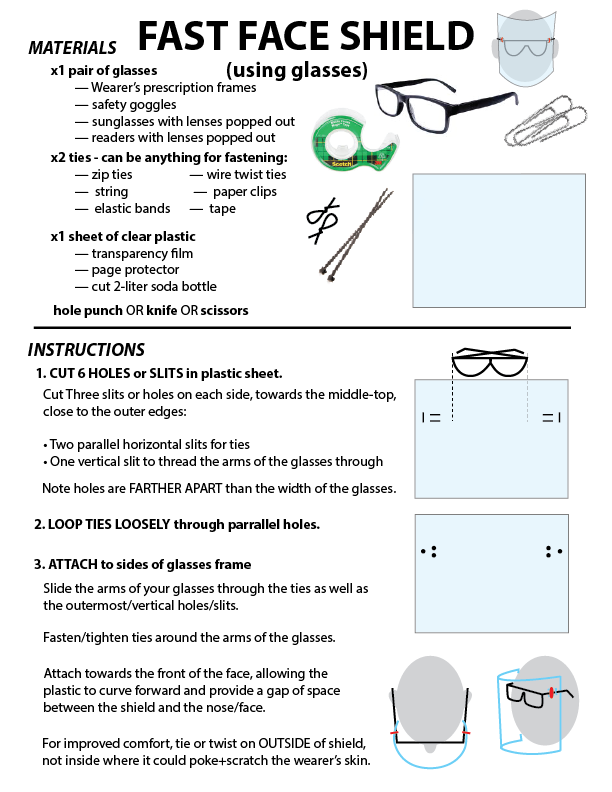 FAST FACE SHIELD
(using glasses)
MATERIALS
x1 pair of glasses
— Wearer's prescription frames
— safety goggles
— sunglasses with lenses popped out
— readers with lenses popped out
x2 ties - can be anything for fastening:
— zip ties — wire twist ties
— string — paper clips
— elastic bands — tape
x1 sheet of clear plastic
— transparency film
— page protector
— cut 2-liter soda bottle
hole punch OR knife OR scissors
Scotch
INSTRUCTIONS
1. CUT 6 HOLES or SLITS in plastic sheet.
Cut Three slits or holes on each side, towards the middle-top,
close to the outer edges:
• Two parallel horizontal slits for ties
• One vertical slit to thread the arms of the glasses through
Note holes are FARTHER APART than the width of the glasses.
2. LOOP TIES LOOSELY through parrallel holes.
3. ATTACH to sides of glasses frame
Slide the arms of your glasses through the ties as well as
the outermost/vertical holes/slits.
Fasten/tighten ties around the arms of the glasses.
Attach towards the front of the face, allowing the
plastic to curve forward and provide a gap of space
between the shield and the nose/face.
For improved comfort, tie or twist on OUTSIDE of shield,
not inside where it could poke+scratch the wearer's skin.